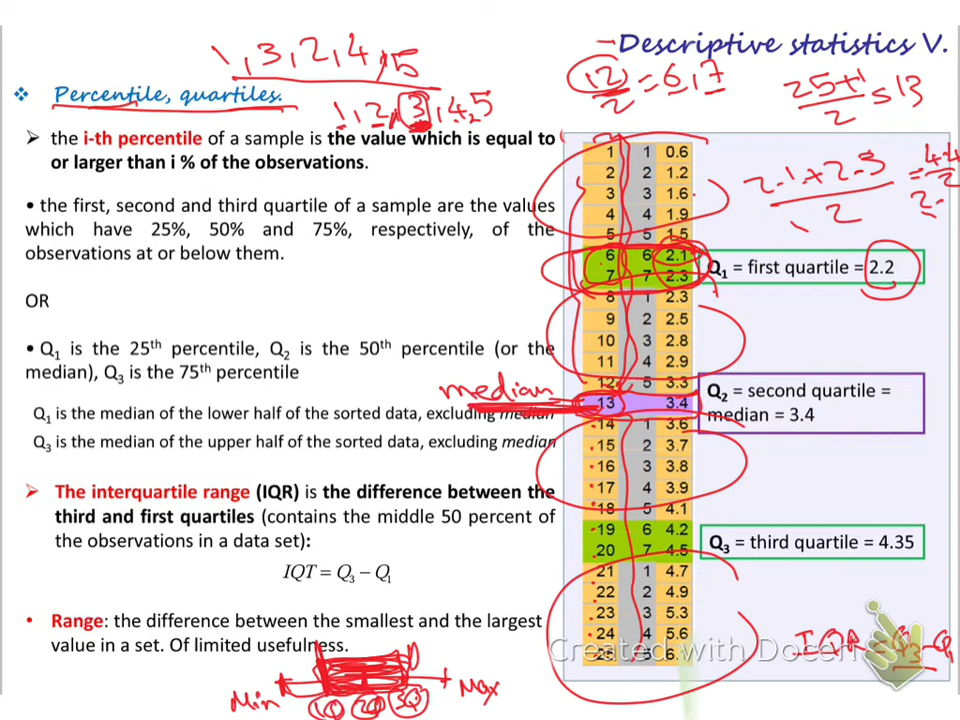 Descriptive statistics V.
1, 3, 2, 4, 5
1, 2, 3, 4, 5
12/2 = 6, 7
25+1/2 = 13
2.1+2.3/2 = 4.4/2
❖ Percentile, quartiles.
➢ the i-th percentile of a sample is the value which is equal to
or larger than i % of the observations.
• the first, second and third quartile of a sample are the values
which have 25%, 50% and 75%, respectively, of the
observations at or below them.
OR
• Q1 is the 25th percentile, Q2 is the 50th percentile (or the
median), Q3 is the 75th percentile
Q1 is the median of the lower half of the sorted data, excluding median
Q3 is the median of the upper half of the sorted data, excluding median
➢ The interquartile range (IQR) is the difference between the
third and first quartiles (contains the middle 50 percent of
the observations in a data set):
IQT = Q3 − Q1
• Range: the difference between the smallest and the largest
value in a set. Of limited usefulness.
Min
1Q 2Q 3Q
Max
median
1 1 0.6
2 2 1.2
3 3 1.6
4 4 1.9
5 5 1.5
6 6 2.1
7 7 2.3
8 1 2.3
9 2 2.5
10 3 2.8
11 4 2.9
12 5 3.3
13 3.4
14 1 3.6
15 2 3.7
16 3 3.8
17 4 3.9
18 5 4.1
19 6 4.2
20 7 4.5
21 1 4.7
22 2 4.9
23 3 5.3
24 4 5.6
5
Q1 = first quartile = 2.2
Q2 = second quartile =
median = 3.4
Q3 = third quartile = 4.35
IQR = Q3 - Q1
Created with Doceri